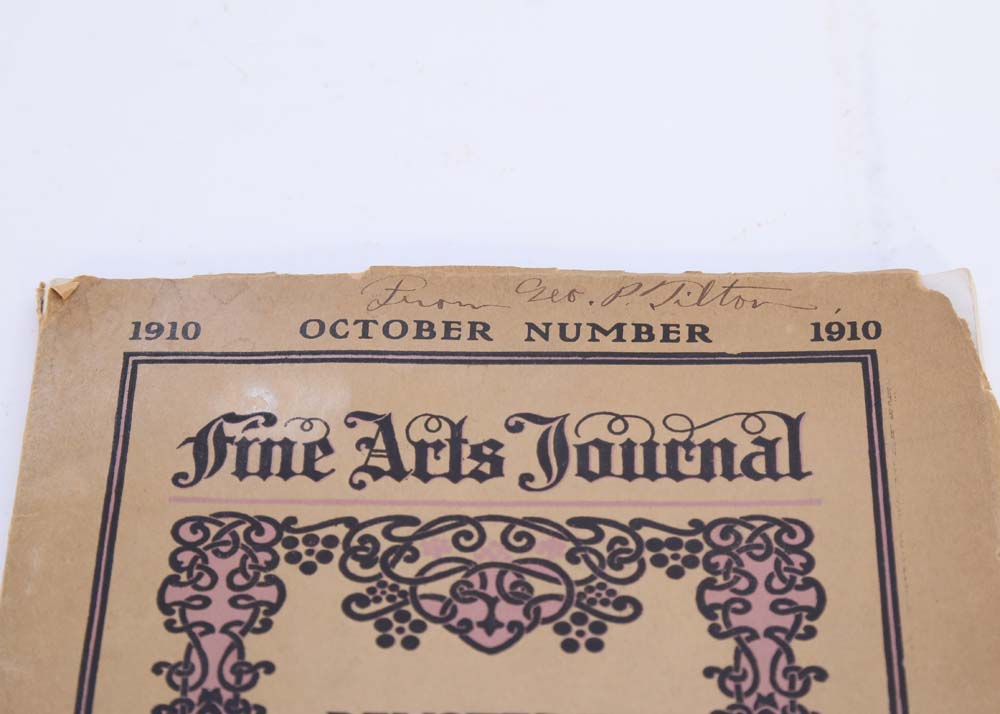 From Geo. P. Tilton
1910 OCTOBER NUMBER 1910
Fine Arts Journal